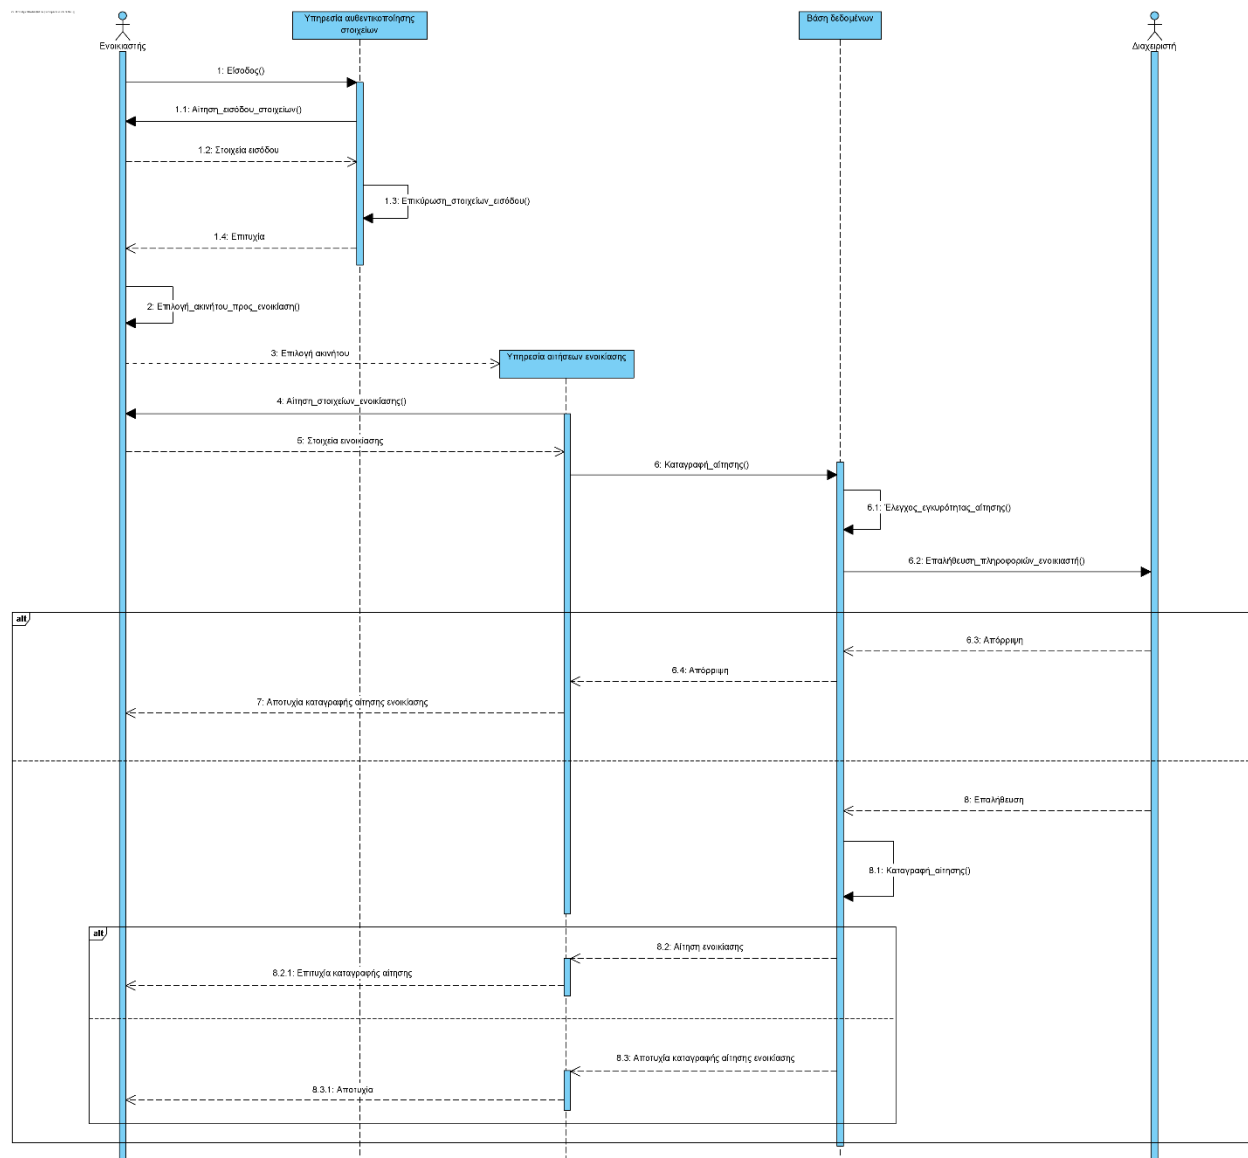 Υπηρεσία αυθεντικοποίησης
στοιχείων
Βάση δεδομένων
Ενοικιαστής
Διαχειριστή
1: Είσοδος()
1.1: Αίτηση_εισόδου_στοιχείων()
1.2: Στοιχεία εισόδου
1.3: Επικύρωση_στοιχείων_εισόδου()
1.4: Επιτυχία
2: Επιλογή_ακινήτου_προς_ενοικίαση()
3: Επιλογή ακινήτου
Υπηρεσία αιτήσεων ενοικίασης
4: Αίτηση_στοιχείων_ενοικίασης()
5: Στοιχεία εινοικίασης
6: Καταγραφή_αίτησης()
6.1: Έλεγχος_εγκυρότητας_αίτησης()
6.2: Επαλήθευση_πληροφοριών_ενοικιαστή()
alt
6.3: Απόρριψη
6.4: Απόρριψη
7: Αποτυχία καταγραφής αίτησης ενοικίασης
8: Επαλήθευση
8.1: Καταγραφή_αίτησης()
alt
8.2: Αίτηση ενοικίασης
8.2.1: Επιτυχία καταγραφής αίτησης
8.3: Αποτυχία καταγραφής αίτησης ενοικίασης
8.3.1: Αποτυχία